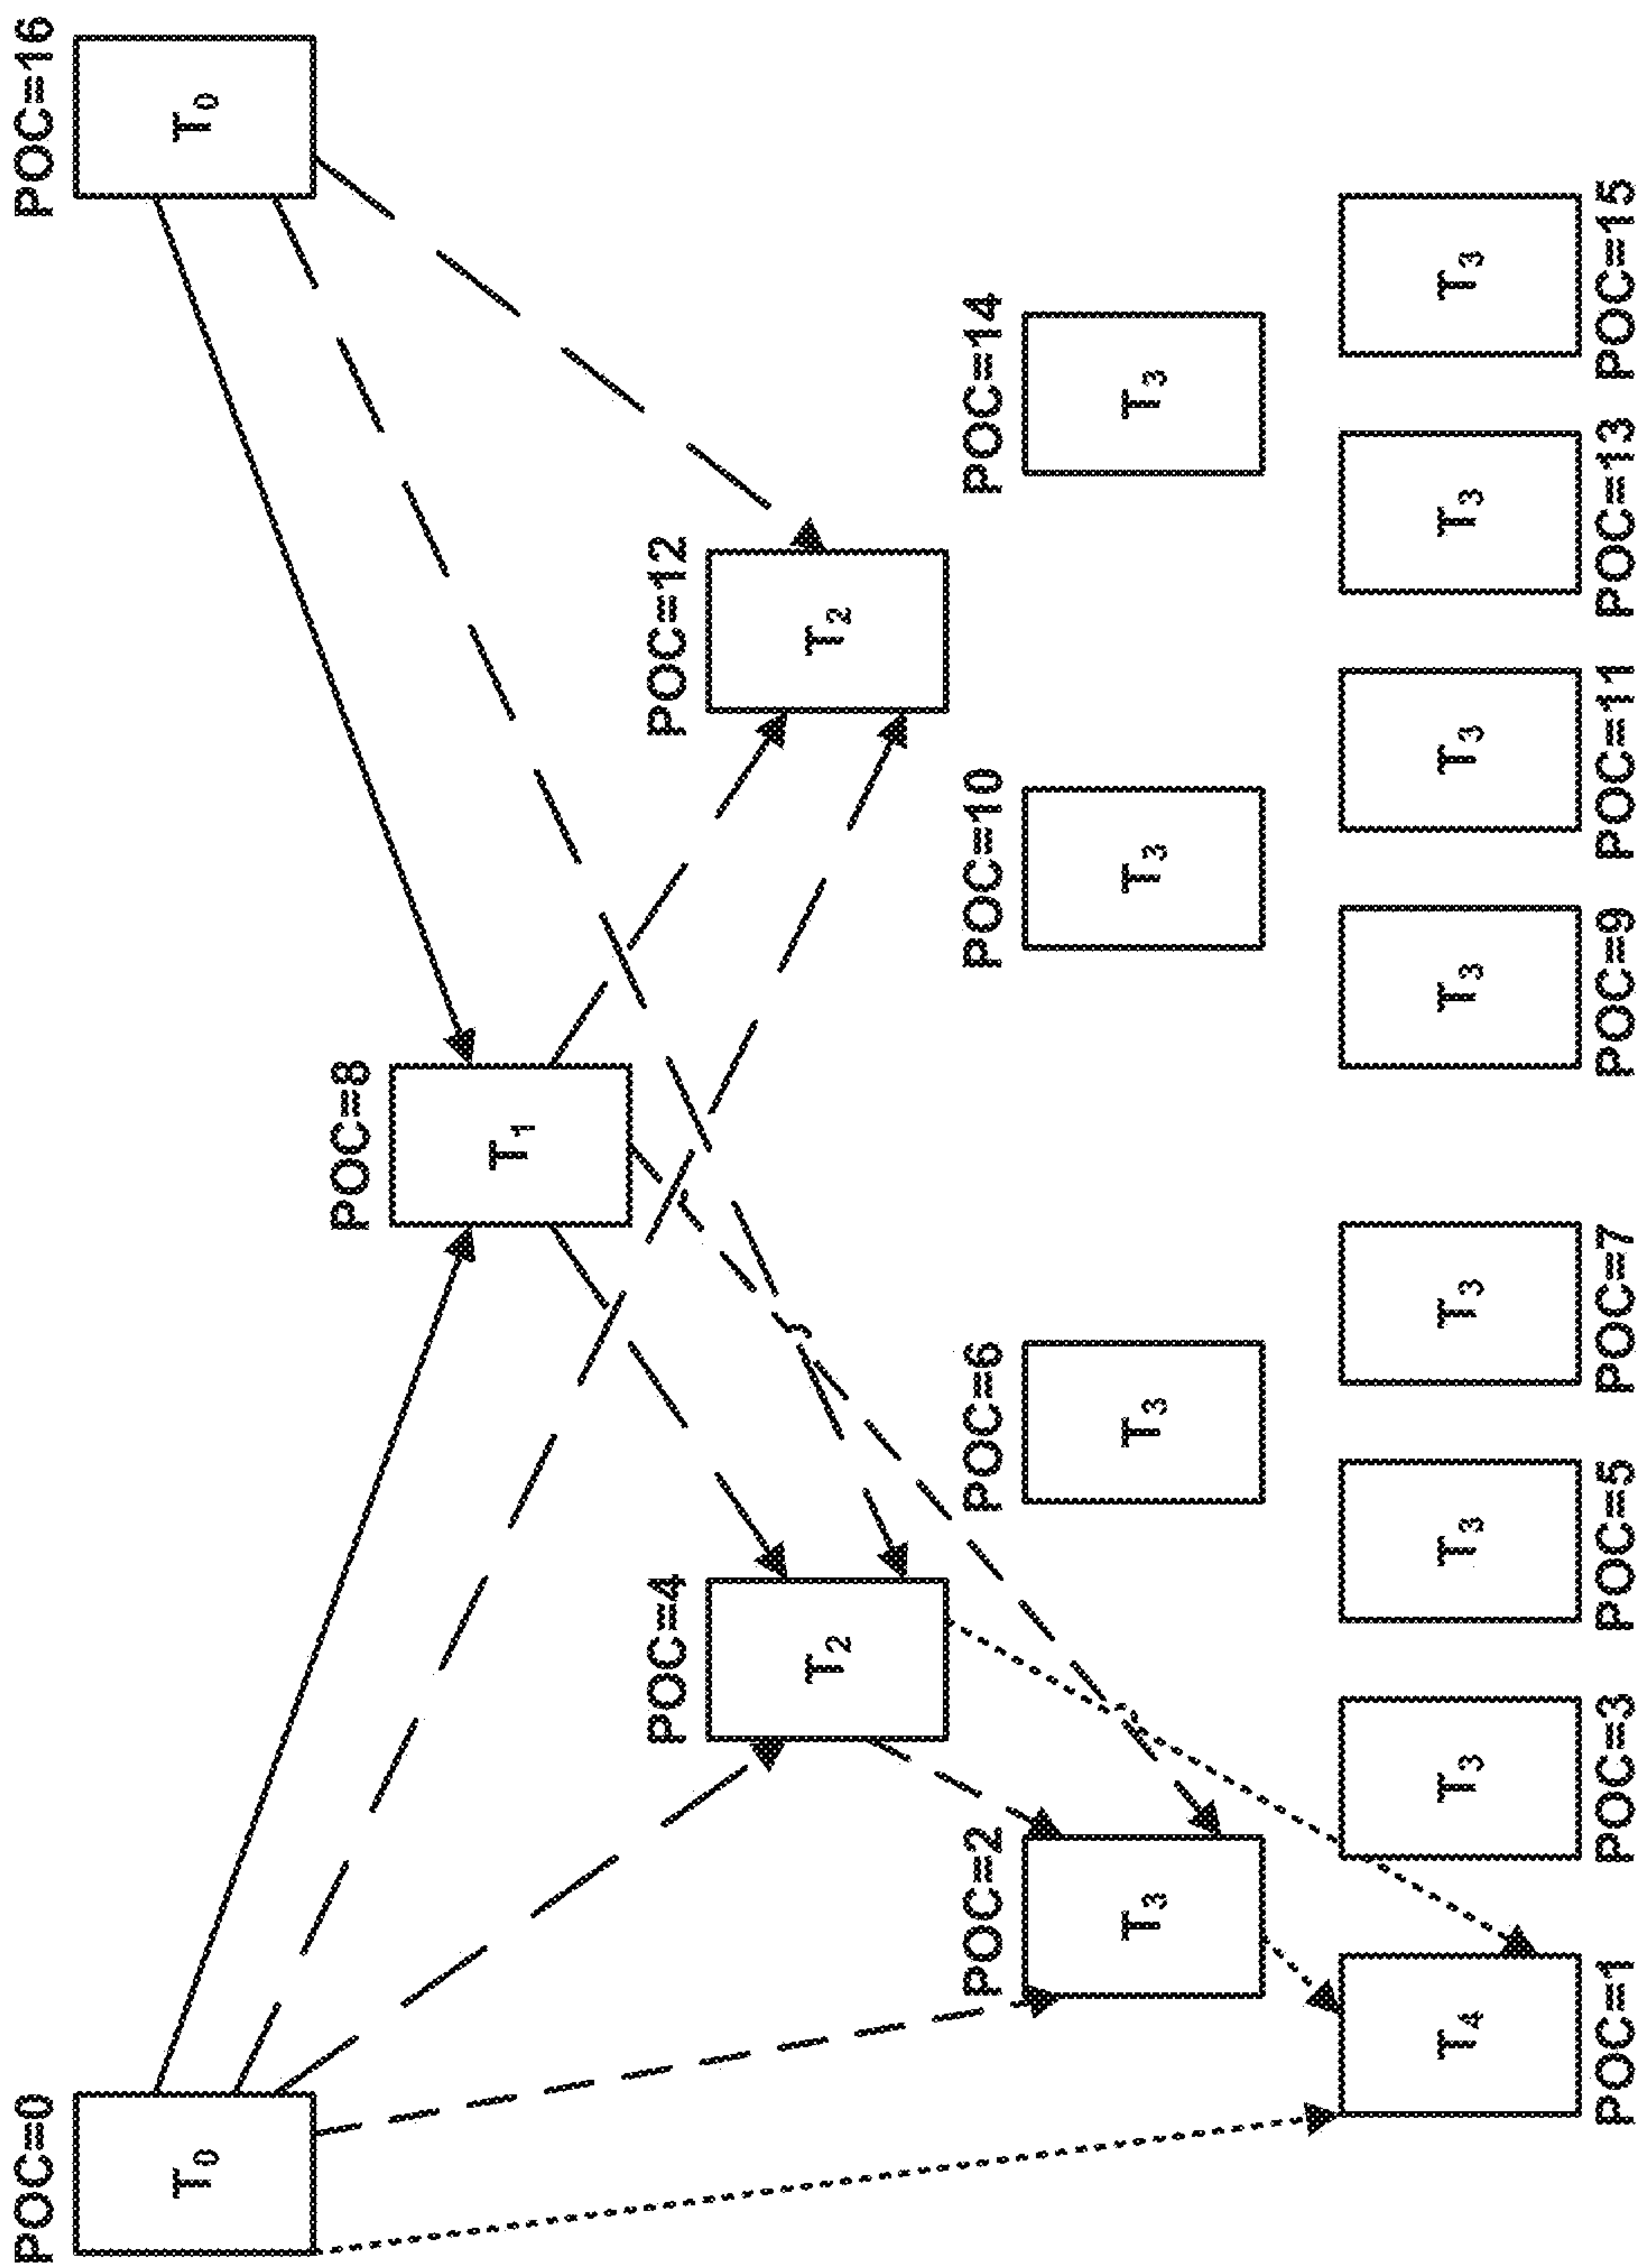 POC=0
T0
POC=16
T0
POC=8
T1
POC=4
T2
POC=12
T2
POC=2
T3
POC=6
T3
POC=10
T3
POC=14
T3
T4
POC=1
T3
POC=3
T3
POC=5
T3
POC=7
T3
POC=9
T3
POC=11
T3
POC=13
T3
POC=15